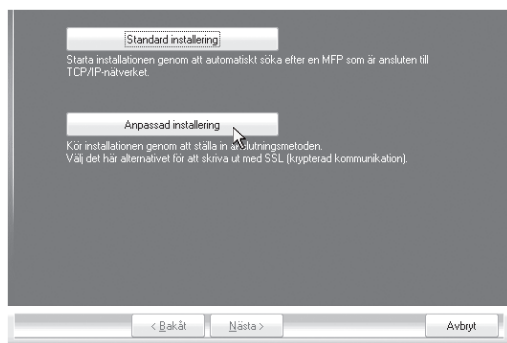 Standard installering
Starta installationen genom att automatiskt söka efter en MFP som är ansluten till
TCP/IP-nätverket.
Anpassad installering
Kör installationen genom att ställa in anslutningsmetoden.
Välj det här alternativet för att skriva ut med SSL (krypterad kommunikation).
< Bakåt
Nästa >
Avbryt